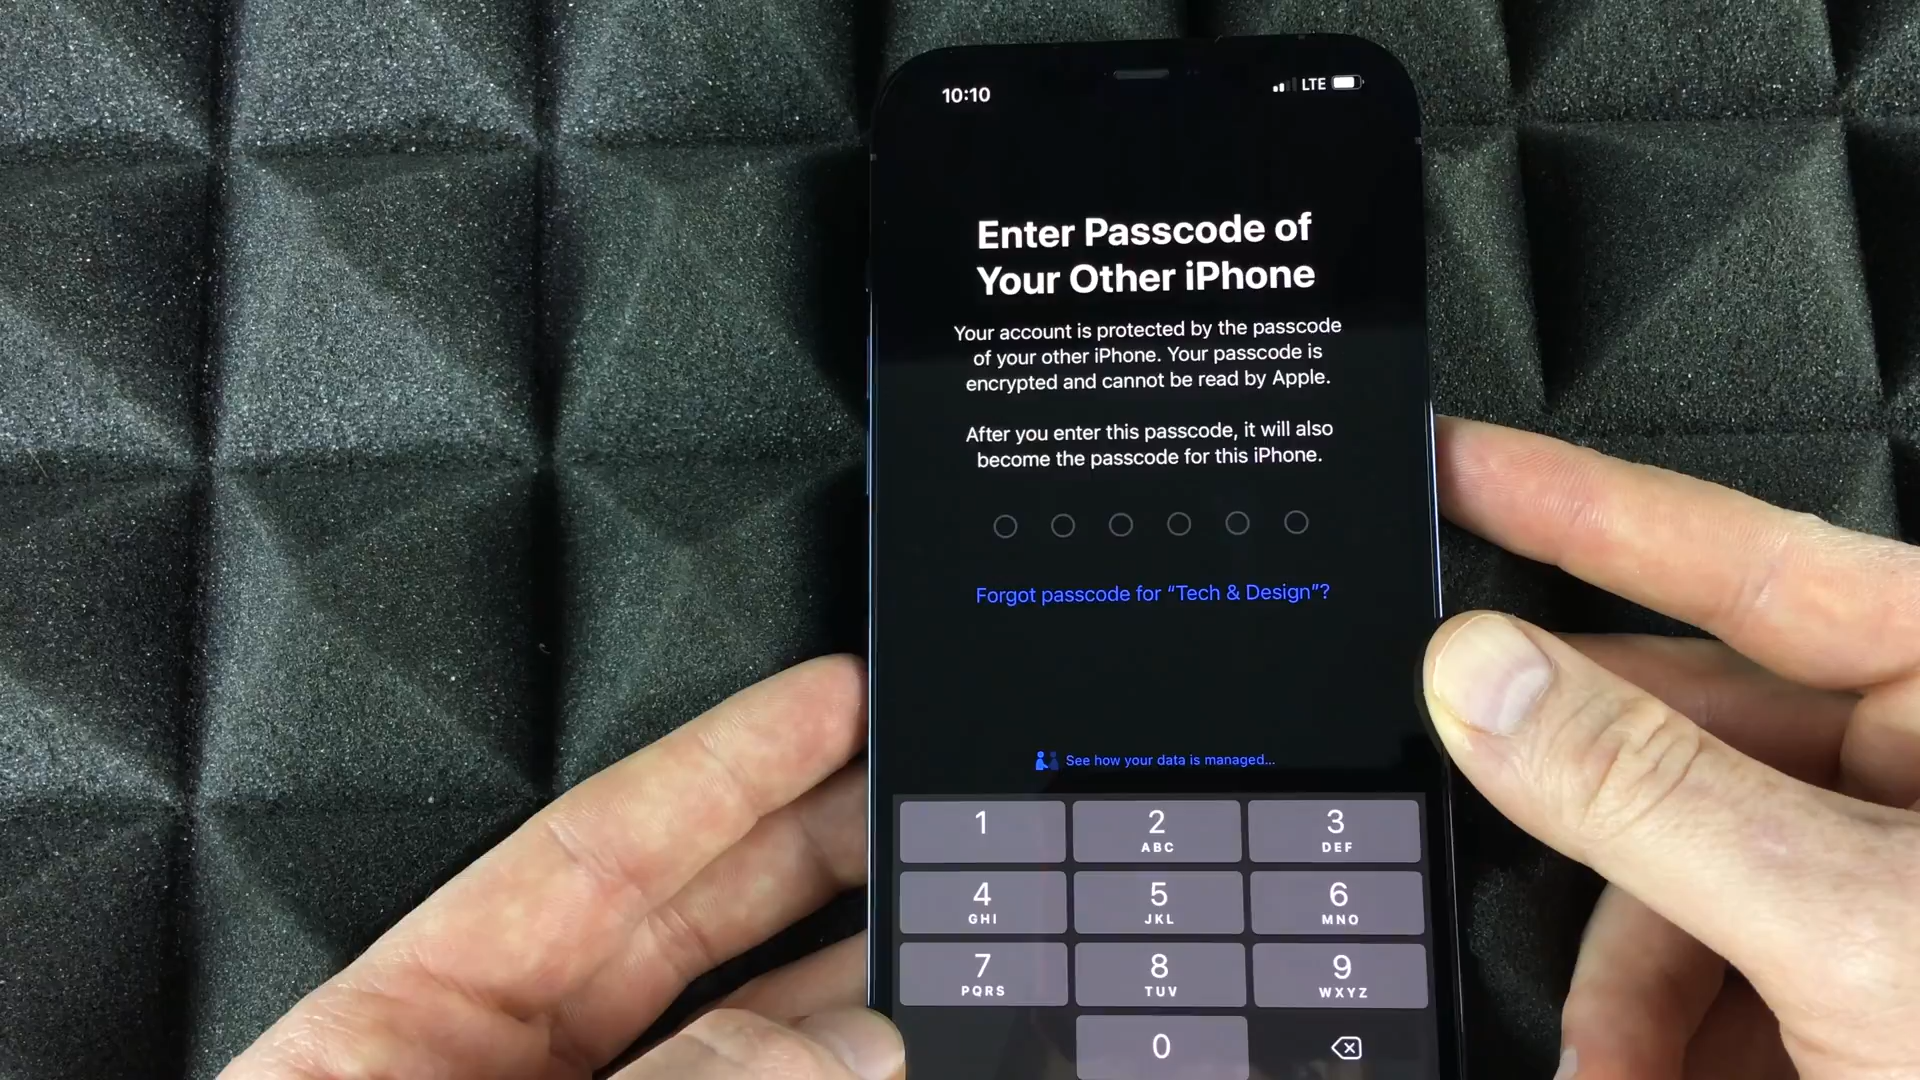 10:10
LTE
Enter Passcode of
Your Other iPhone
Your account is protected by the passcode
of your other iPhone. Your passcode is
encrypted and cannot be read by Apple.
After you enter this passcode, it will also
become the passcode for this iPhone.
Forgot passcode for “Tech & Design”?
See how your data is managed...
1 2 3
ABC DEF
4 5 6
GHI JKL MNO
7 8 9
PQRS TUV WXYZ
0